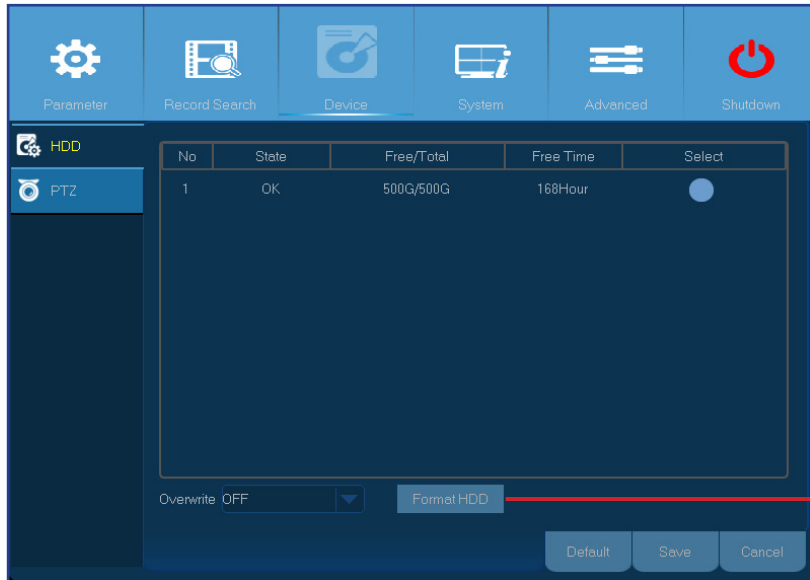 Parameter Record Search Device System Advanced Shutdown
HDD
PTZ
No State Free/Total Free Time Select
1 OK 500G/500G 168Hour
Overwrite OFF Format HDD
Default Save Cancel